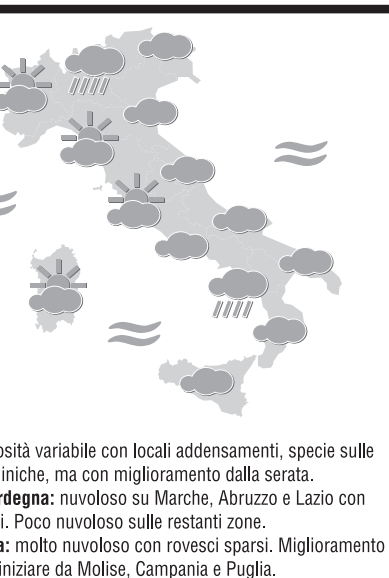 osità variabile con locali addensamenti, specie sulle
iniche, ma con miglioramento dalla serata.
rdegna: nuvoloso su Marche, Abruzzo e Lazio con
i. Poco nuvoloso sulle restanti zone.
a: molto nuvoloso con rovesci sparsi. Miglioramento
iniziare da Molise, Campania e Puglia.